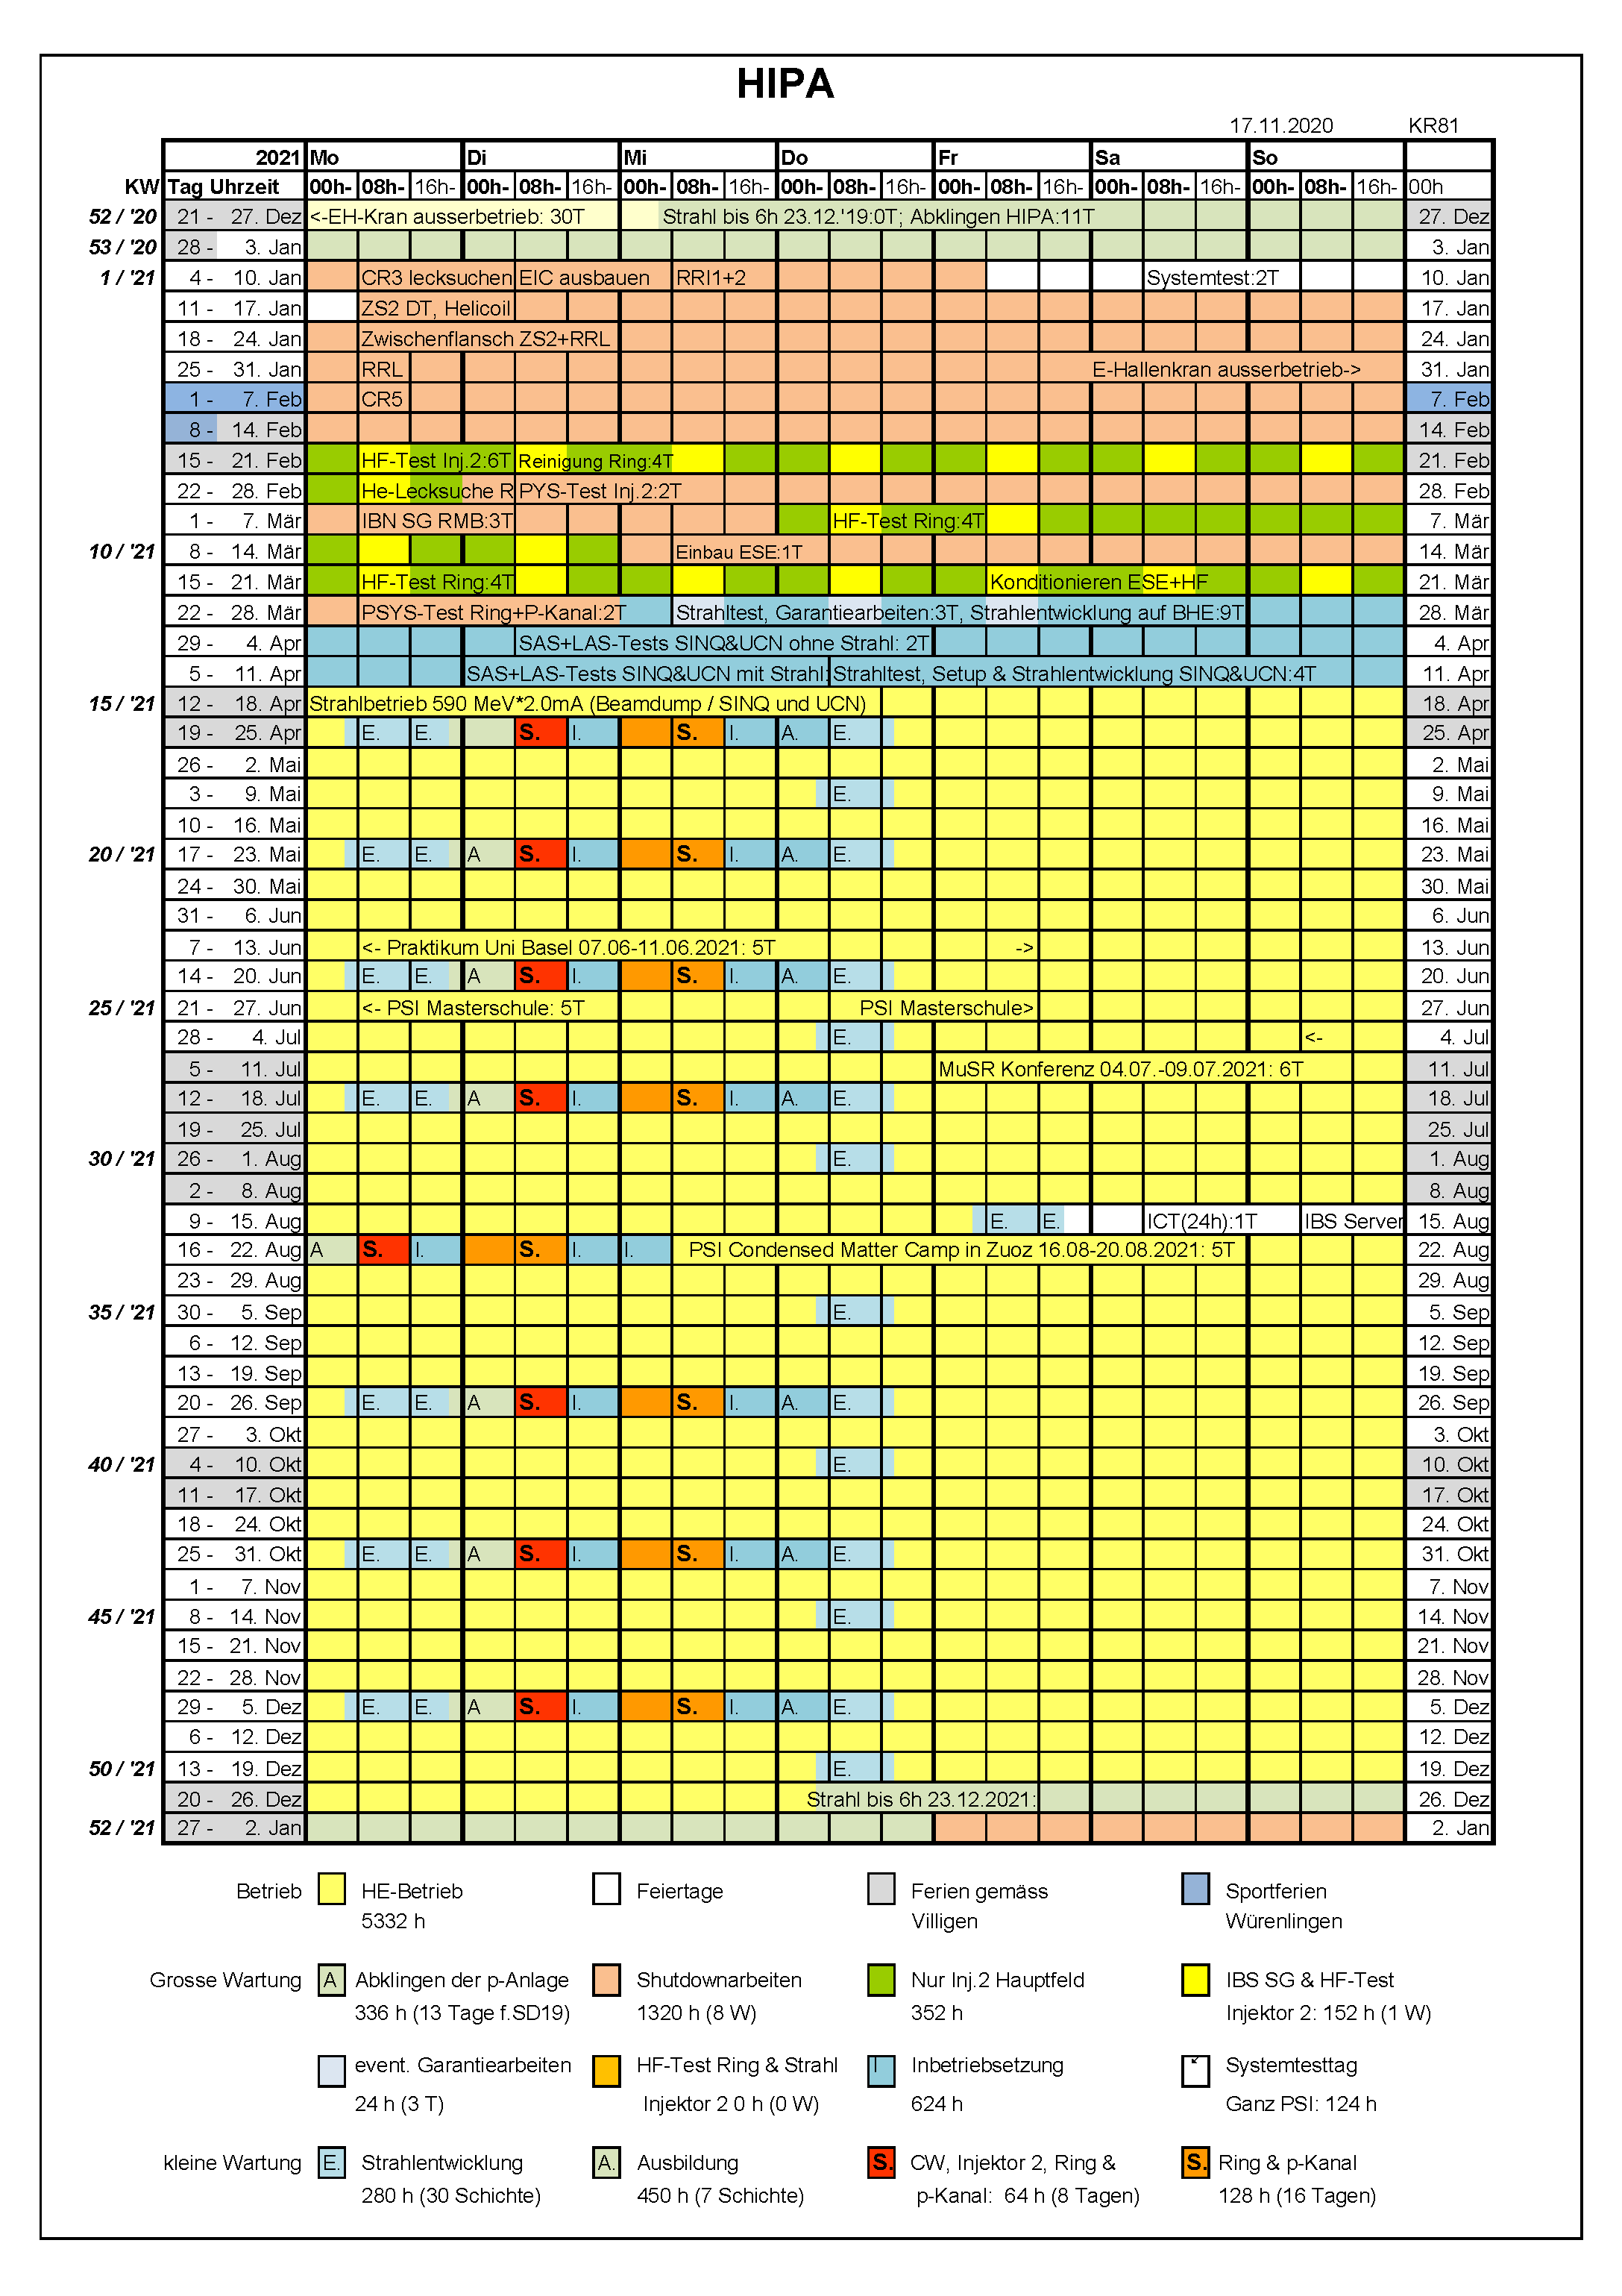 HIPA
17.11.2020 KR81
2021 Mo Di Mi Do Fr Sa So
KW Tag Uhrzeit 00h- 08h- 16h- 00h- 08h- 16h- 00h- 08h- 16h- 00h- 08h- 16h- 00h- 08h- 16h- 00h- 08h- 16h- 00h- 08h- 16h- 00h
52 / '20 21 - 27. Dez <-EH-Kran ausserbetrieb: 30T Strahl bis 6h 23.12.'19:0T; Abklingen HIPA:11T 27. Dez
53 / '20 28 - 3. Jan 3. Jan
1 / '21 4 - 10. Jan CR3 lecksuchen EIC ausbauen RRI1+2 Systemtest:2T 10. Jan
11 - 17. Jan ZS2 DT, Helicoil 17. Jan
18 - 24. Jan Zwischenflansch ZS2+RRL 24. Jan
25 - 31. Jan RRL E-Hallenkran ausserbetrieb-> 31. Jan
1 - 7. Feb CR5 7. Feb
8 - 14. Feb 14. Feb
15 - 21. Feb HF-Test Inj.2:6T Reinigung Ring:4T 21. Feb
22 - 28. Feb He-Lecksuche R PYS-Test Inj.2:2T 28. Feb
1 - 7. Mär IBN SG RMB:3T HF-Test Ring:4T 7. Mär
10 / '21 8 - 14. Mär Einbau ESE:1T 14. Mär
15 - 21. Mär HF-Test Ring:4T Konditionieren ESE+HF 21. Mär
22 - 28. Mär PSYS-Test Ring+P-Kanal:2T Strahltest, Garantiearbeiten:3T, Strahlentwicklung auf BHE:9T 28. Mär
29 - 4. Apr SAS+LAS-Tests SINQ&UCN ohne Strahl: 2T 4. Apr
5 - 11. Apr SAS+LAS-Tests SINQ&UCN mit Strahl: Strahltest, Setup & Strahlentwicklung SINQ&UCN:4T 11. Apr
15 / '21 12 - 18. Apr Strahlbetrieb 590 MeV*2.0mA (Beamdump / SINQ und UCN) 18. Apr
19 - 25. Apr E. E. S. I. S. I. A. E. 25. Apr
26 - 2. Mai 2. Mai
3 - 9. Mai E. 9. Mai
10 - 16. Mai 16. Mai
20 / '21 17 - 23. Mai E. E. A S. I. S. I. A. E. 23. Mai
24 - 30. Mai 30. Mai
31 - 6. Jun 6. Jun
7 - 13. Jun <- Praktikum Uni Basel 07.06-11.06.2021: 5T -> 13. Jun
14 - 20. Jun E. E. A S. I. S. I. A. E. 20. Jun
25 / '21 21 - 27. Jun <- PSI Masterschule: 5T PSI Masterschule> 27. Jun
28 - 4. Jul E. <- 4. Jul
5 - 11. Jul MuSR Konferenz 04.07.-09.07.2021: 6T 11. Jul
12 - 18. Jul E. E. A S. I. S. I. A. E. 18. Jul
19 - 25. Jul 25. Jul
30 / '21 26 - 1. Aug E. 1. Aug
2 - 8. Aug 8. Aug
9 - 15. Aug E. E. ICT(24h):1T IBS Server 15. Aug
16 - 22. Aug A S. I. S. I. I. PSI Condensed Matter Camp in Zuoz 16.08-20.08.2021: 5T 22. Aug
23 - 29. Aug 29. Aug
35 / '21 30 - 5. Sep E. 5. Sep
6 - 12. Sep 12. Sep
13 - 19. Sep 19. Sep
20 - 26. Sep E. E. A S. I. S. I. A. E. 26. Sep
27 - 3. Okt 3. Okt
40 / '21 4 - 10. Okt E. 10. Okt
11 - 17. Okt 17. Okt
18 - 24. Okt 24. Okt
25 - 31. Okt E. E. A S. I. S. I. A. E. 31. Okt
1 - 7. Nov 7. Nov
45 / '21 8 - 14. Nov E. 14. Nov
15 - 21. Nov 21. Nov
22 - 28. Nov 28. Nov
29 - 5. Dez E. E. A S. I. S. I. A. E. 5. Dez
6 - 12. Dez 12. Dez
50 / '21 13 - 19. Dez E. 19. Dez
20 - 26. Dez Strahl bis 6h 23.12.2021: 26. Dez
52 / '21 27 - 2. Jan 2. Jan
Betrieb HE-Betrieb Feiertage Ferien gemäss Sportferien
5332 h Villigen Würenlingen
Grosse Wartung A Abklingen der p-Anlage Shutdownarbeiten Nur Inj.2 Hauptfeld IBS SG & HF-Test
336 h (13 Tage f.SD19) 1320 h (8 W) 352 h Injektor 2: 152 h (1 W)
event. Garantiearbeiten HF-Test Ring & Strahl I Inbetriebsetzung Systemtesttag
24 h (3 T) Injektor 2 0 h (0 W) 624 h Ganz PSI: 124 h
kleine Wartung E. Strahlentwicklung A. Ausbildung S. CW, Injektor 2, Ring & S. Ring & p-Kanal
280 h (30 Schichte) 450 h (7 Schichte) p-Kanal: 64 h (8 Tagen) 128 h (16 Tagen)